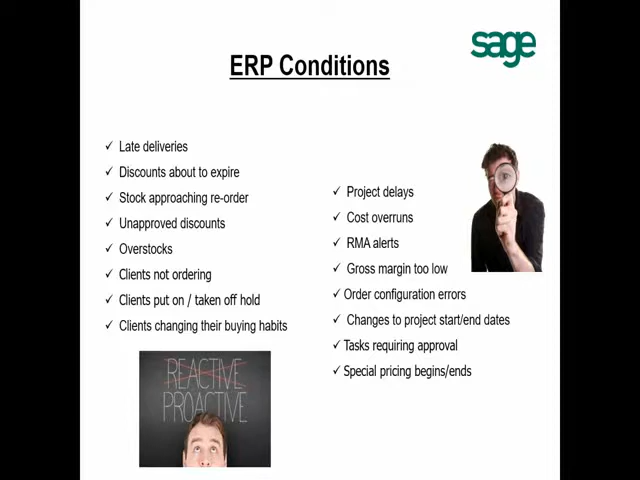 sage
ERP Conditions
Late deliveries
Discounts about to expire
Stock approaching re-order
Unapproved discounts
Overstocks
Clients not ordering
Clients put on / taken off hold
Clients changing their buying habits
Project delays
Cost overruns
RMA alerts
Gross margin too low
Order configuration errors
Changes to project start/end dates
Tasks requiring approval
Special pricing begins/ends
REACTIVE
PROACTIVE